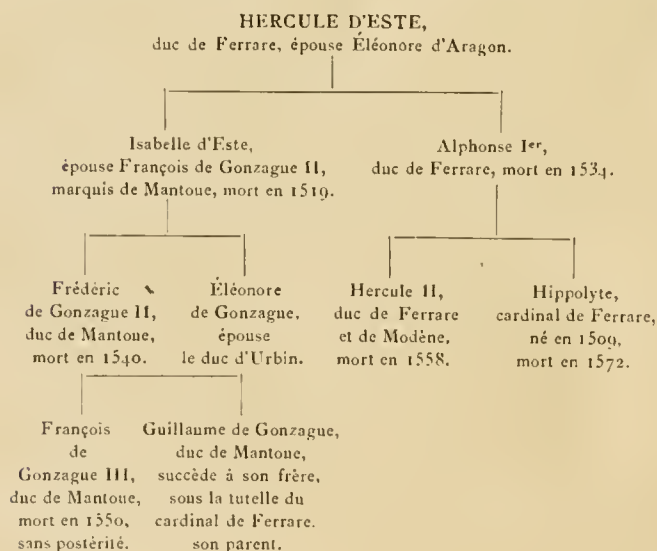 HERCULE D'ESTE,
duc de Ferrare, épouse Éléonore d'Aragon.
Isabelle d'Este,
épouse François de Gonzague II,
marquis de Mantoue, mort en 1519.
Alphonse Ier,
duc de Ferrare, mort en 1534.
Frédéric
de Gonzague II,
duc de Mantoue,
mort en 1540.
Éléonore
de Gonzague,
épouse
le duc d'Urbin.
Hercule II,
duc de Ferrare
et de Modène,
mort en 1558.
Hippolyte,
cardinal de Ferrare,
né en 1509,
mort en 1572.
François
de
Gonzague III,
duc de Mantoue,
mort en 1550,
sans postérité.
Guillaume de Gonzague,
duc de Mantoue,
succède à son frère,
sous la tutelle du
cardinal de Ferrare.
son parent.